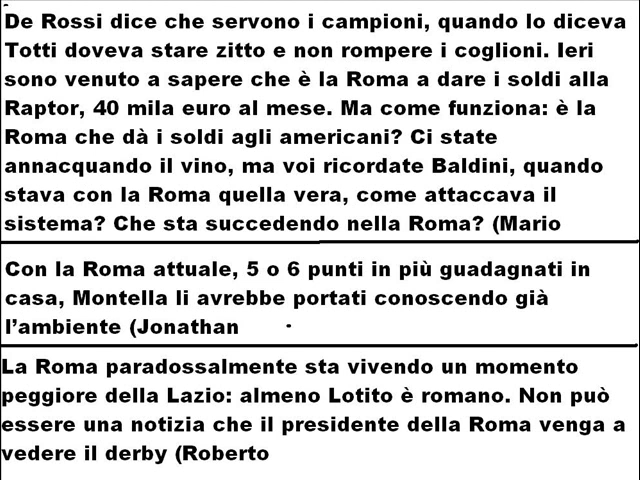 De Rossi dice che servono i campioni, quando lo diceva
Totti doveva stare zitto e non rompere i coglioni. Ieri
sono venuto a sapere che è la Roma a dare i soldi alla
Raptor, 40 mila euro al mese. Ma come funziona: è la
Roma che dà i soldi agli americani? Ci state
annacquando il vino, ma voi ricordate Baldini, quando
stava con la Roma quella vera, come attaccava il
sistema? Che sta succedendo nella Roma? (Mario
Con la Roma attuale, 5 o 6 punti in più guadagnati in
casa, Montella li avrebbe portati conoscendo già
l’ambiente (Jonathan
La Roma paradossalmente sta vivendo un momento
peggiore della Lazio: almeno Lotito è romano. Non può
essere una notizia che il presidente della Roma venga a
vedere il derby (Roberto